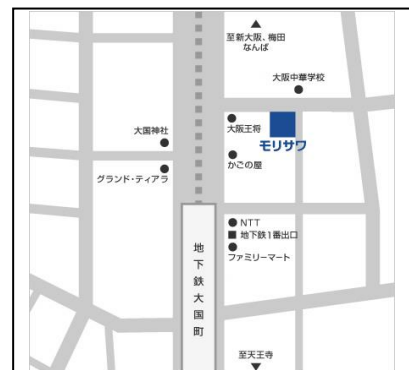 至新大阪、梅田
なんば
大阪中華学校
大阪王将
モリサワ
大国神社
かごの屋
グランド・ティアラ
NTT
地下鉄1番出口
ファミリーマート
地下鉄大国町
至天王寺